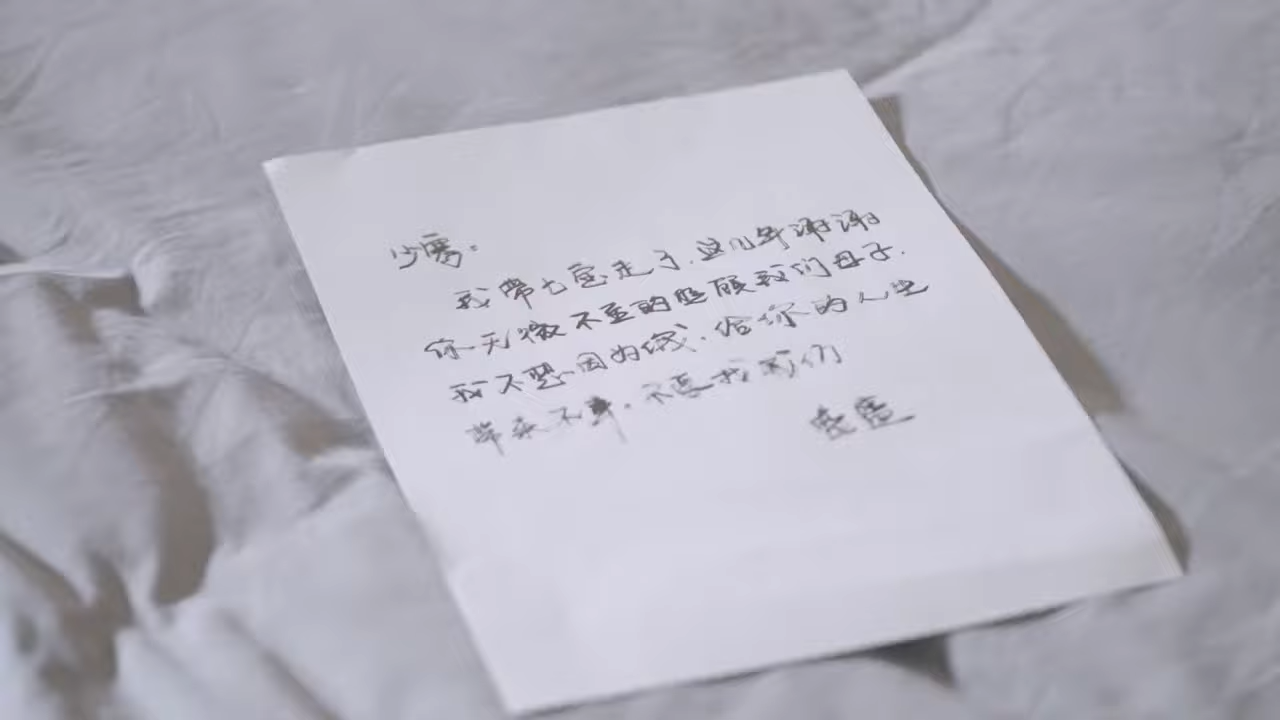 少
我带七宝走了.这几年谢谢
你无微不至的照顾我们母子.
我不想因为我.给你的人生
带来不幸.不要找我们